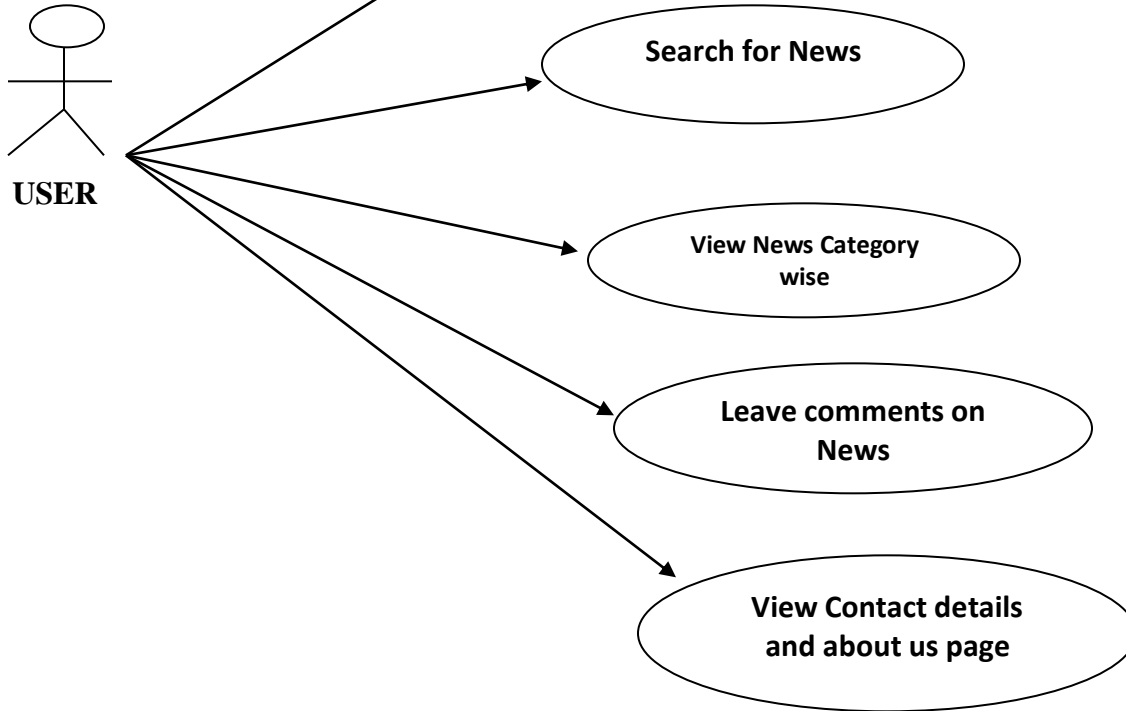 Search for News
USER
View News Category
wise
Leave comments on
News
View Contact details
and about us page